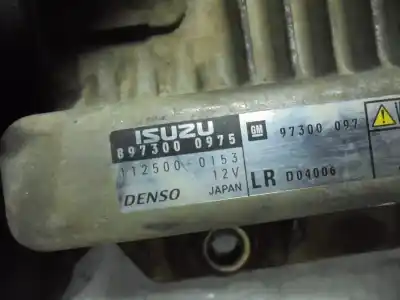 ISUZU
897300 0975
GM 97300 097
112500-0153
12V
DENSO JAPAN
LR D04006